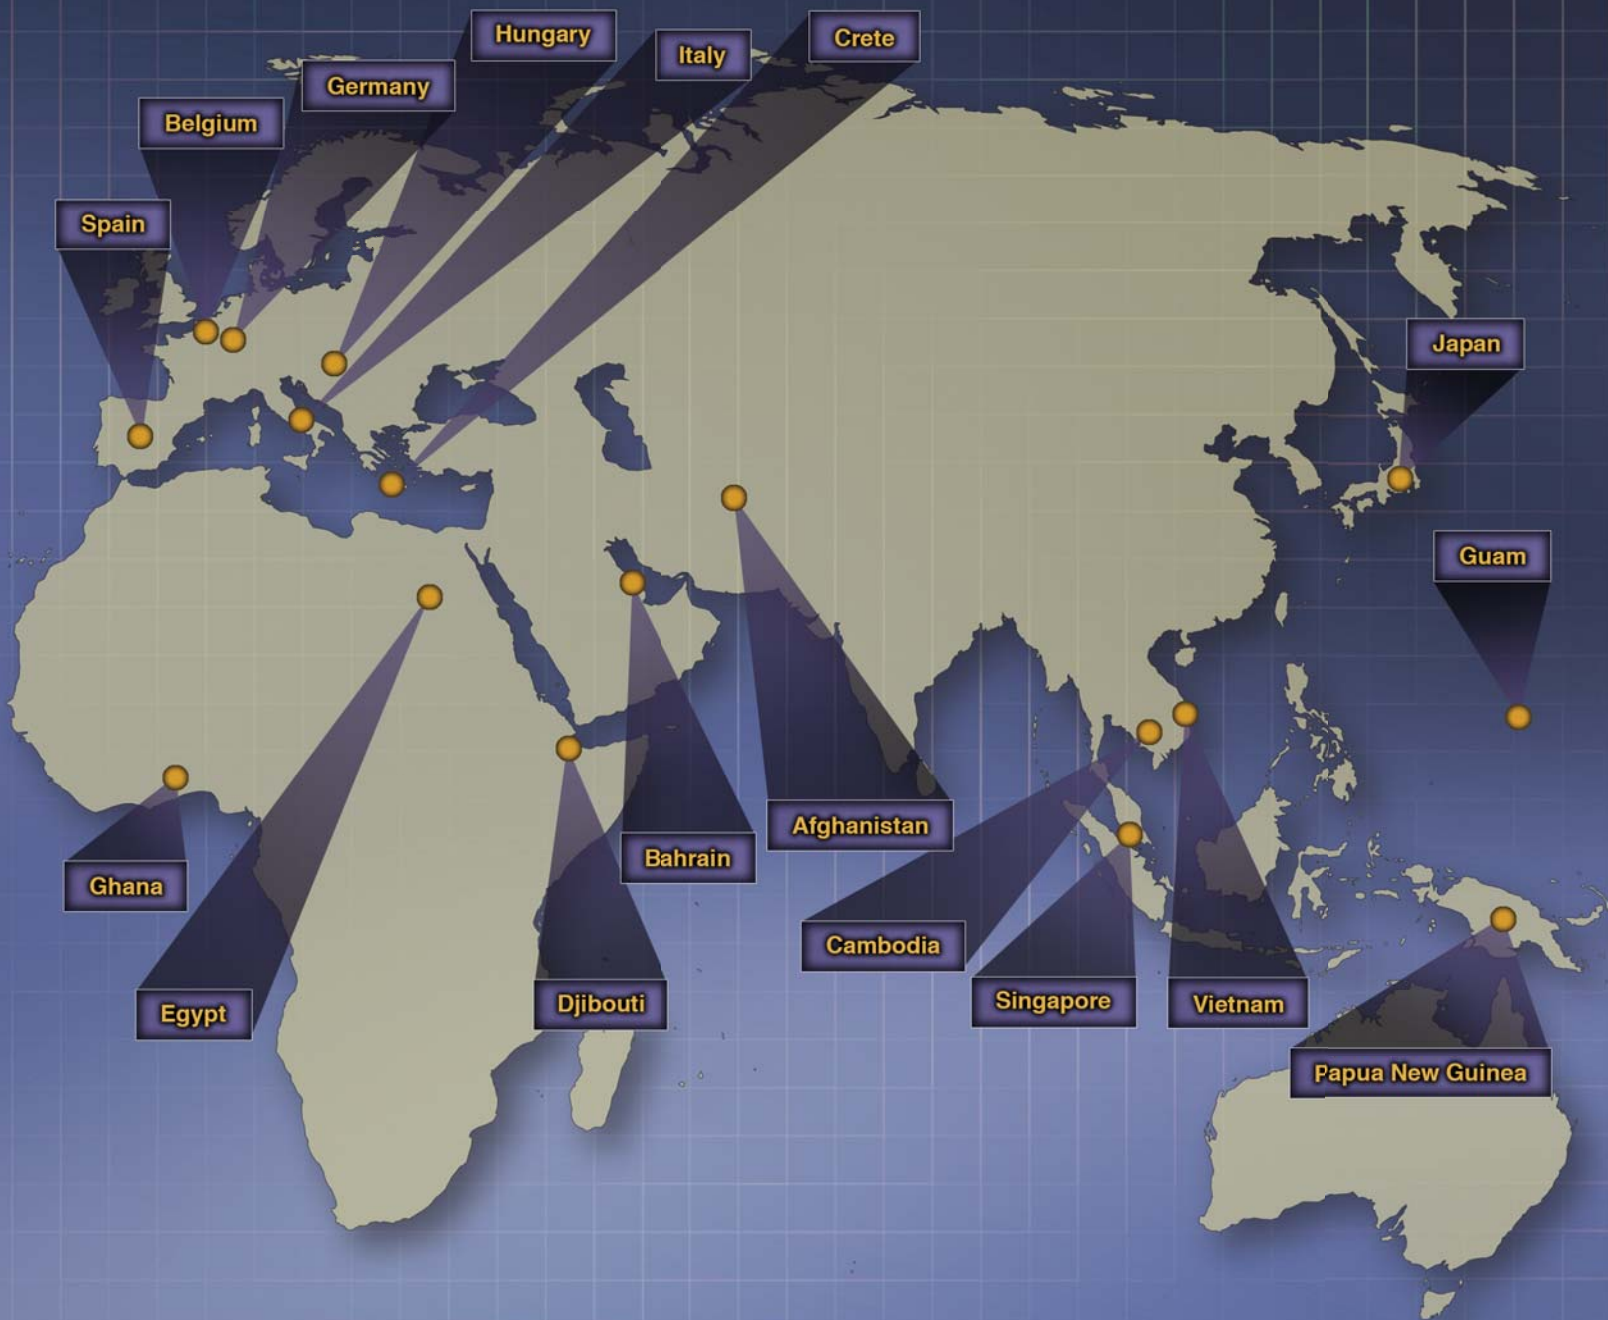 Hungary
Italy
Crete
Germany
Belgium
Spain
Japan
Guam
Afghanistan
Bahrain
Ghana
Cambodia
Egypt
Djibouti
Singapore
Vietnam
Papua New Guinea